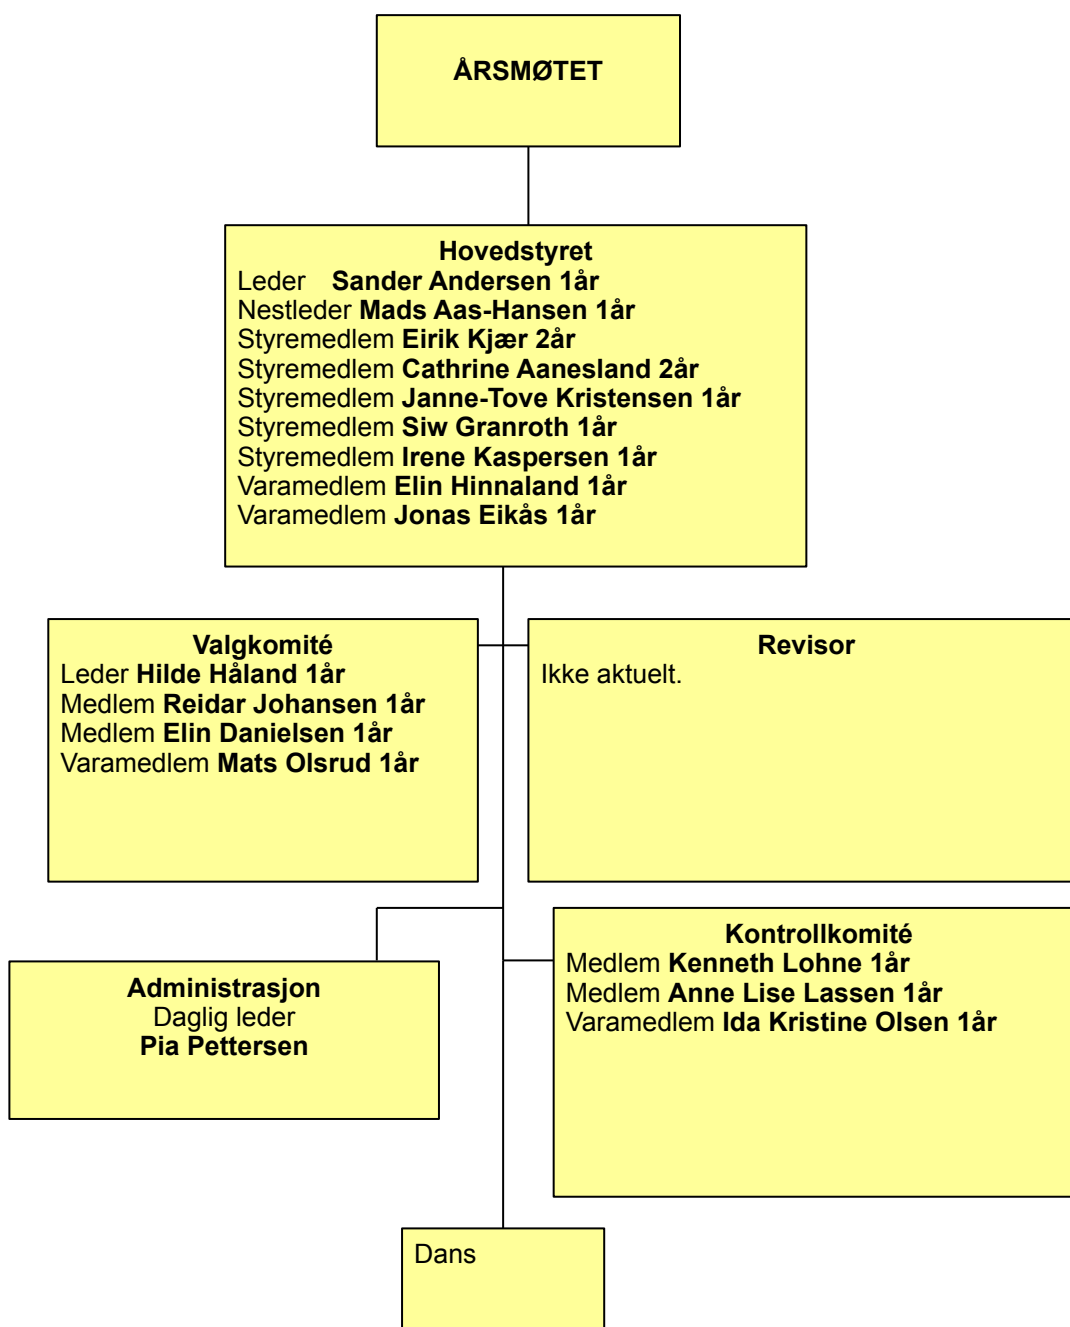 ÅRSMØTET
Hovedstyret
Leder Sander Andersen 1år
Nestleder Mads Aas-Hansen 1år
Styremedlem Eirik Kjær 2år
Styremedlem Cathrine Aanesland 2år
Styremedlem Janne-Tove Kristensen 1år
Styremedlem Siw Granroth 1år
Styremedlem Irene Kaspersen 1år
Varamedlem Elin Hinnaland 1år
Varamedlem Jonas Eikås 1år
Valgkomité
Leder Hilde Håland 1år
Medlem Reidar Johansen 1år
Medlem Elin Danielsen 1år
Varamedlem Mats Olsrud 1år
Revisor
Ikke aktuelt.
Administrasjon
Daglig leder
Pia Pettersen
Kontrollkomité
Medlem Kenneth Lohne 1år
Medlem Anne Lise Lassen 1år
Varamedlem Ida Kristine Olsen 1år
Dans